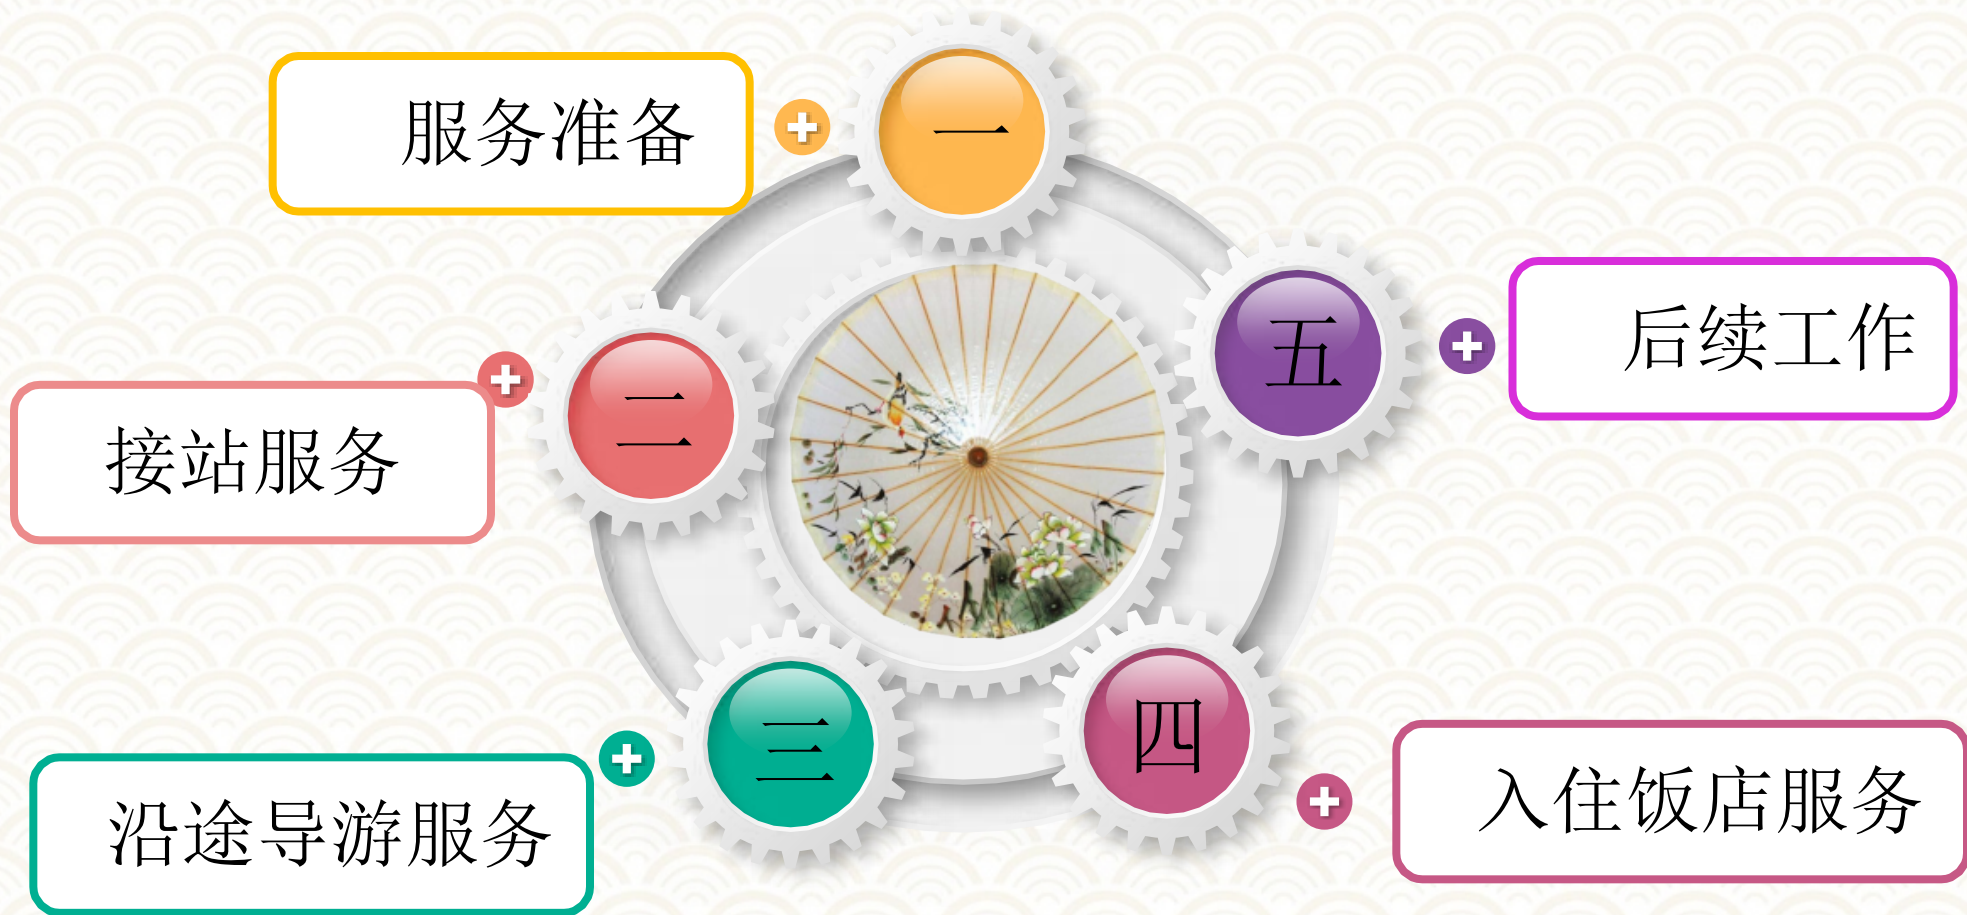 一
服务准备
二
接站服务
三
沿途导游服务
四
入住饭店服务
五
后续工作